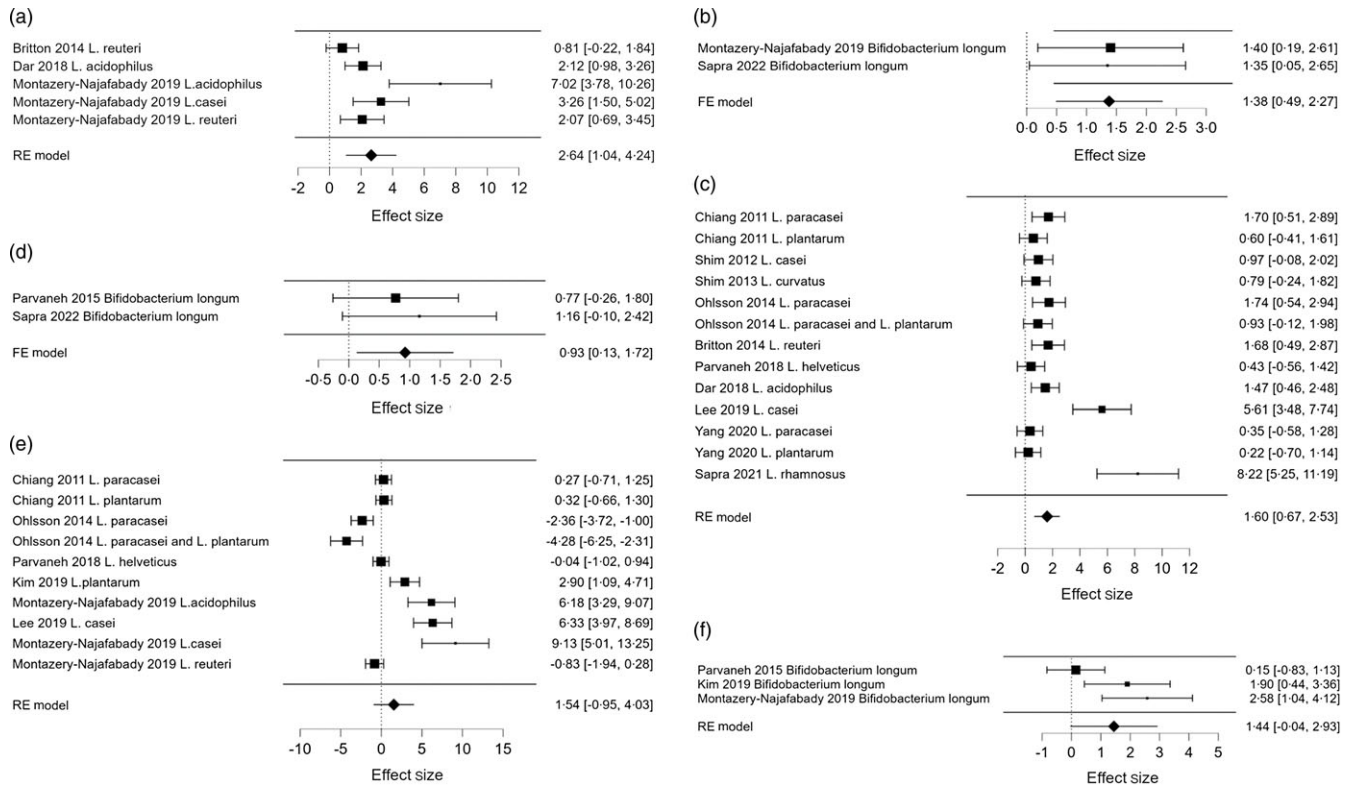 (a)
Britton 2014 L. reuteri 0·81 [-0·22, 1·84]
Dar 2018 L. acidophilus 2·12 [0·98, 3·26]
Montazery-Najafabady 2019 L.acidophilus 7·02 [3·78, 10·26]
Montazery-Najafabady 2019 L.casei 3·26 [1·50, 5·02]
Montazery-Najafabady 2019 L. reuteri 2·07 [0·69, 3·45]
RE model 2·64 [1·04, 4·24]
-2 0 2 4 6 8 10 12
Effect size
(b)
Montazery-Najafabady 2019 Bifidobacterium longum 1·40 [0·19, 2·61]
Sapra 2022 Bifidobacterium longum 1·35 [0·05, 2·65]
FE model 1·38 [0·49, 2·27]
0·0 0·5 1·0 1·5 2·0 2·5 3·0
Effect size
(c)
Chiang 2011 L. paracasei 1·70 [0·51, 2·89]
Chiang 2011 L. plantarum 0·60 [-0·41, 1·61]
Shim 2012 L. casei 0·97 [-0·08, 2·02]
Shim 2013 L. curvatus 0·79 [-0·24, 1·82]
Ohlsson 2014 L. paracasei 1·74 [0·54, 2·94]
Ohlsson 2014 L. paracasei and L. plantarum 0·93 [-0·12, 1·98]
Britton 2014 L. reuteri 1·68 [0·49, 2·87]
Parvaneh 2018 L. helveticus 0·43 [-0·56, 1·42]
Dar 2018 L. acidophilus 1·47 [0·46, 2·48]
Lee 2019 L. casei 5·61 [3·48, 7·74]
Yang 2020 L. paracasei 0·35 [-0·58, 1·28]
Yang 2020 L. plantarum 0·22 [-0·70, 1·14]
Sapra 2021 L. rhamnosus 8·22 [5·25, 11·19]
RE model 1·60 [0·67, 2·53]
-2 0 2 4 6 8 10 12
Effect size
(d)
Parvaneh 2015 Bifidobacterium longum 0·77 [-0·26, 1·80]
Sapra 2022 Bifidobacterium longum 1·16 [-0·10, 2·42]
FE model 0·93 [0·13, 1·72]
-0·5 0·0 0·5 1·0 1·5 2·0 2·5
Effect size
(e)
Chiang 2011 L. paracasei 0·27 [-0·71, 1·25]
Chiang 2011 L. plantarum 0·32 [-0·66, 1·30]
Ohlsson 2014 L. paracasei -2·36 [-3·72, -1·00]
Ohlsson 2014 L. paracasei and L. plantarum -4·28 [-6·25, -2·31]
Parvaneh 2018 L. helveticus -0·04 [-1·02, 0·94]
Kim 2019 L.plantarum 2·90 [1·09, 4·71]
Montazery-Najafabady 2019 L.acidophilus 6·18 [3·29, 9·07]
Lee 2019 L. casei 6·33 [3·97, 8·69]
Montazery-Najafabady 2019 L.casei 9·13 [5·01, 13·25]
Montazery-Najafabady 2019 L. reuteri -0·83 [-1·94, 0·28]
RE model 1·54 [-0·95, 4·03]
-10 -5 0 5 10 15
Effect size
(f)
Parvaneh 2015 Bifidobacterium longum 0·15 [-0·83, 1·13]
Kim 2019 Bifidobacterium longum 1·90 [0·44, 3·36]
Montazery-Najafabady 2019 Bifidobacterium longum 2·58 [1·04, 4·12]
RE model 1·44 [-0·04, 2·93]
-1 0 1 2 3 4 5
Effect size